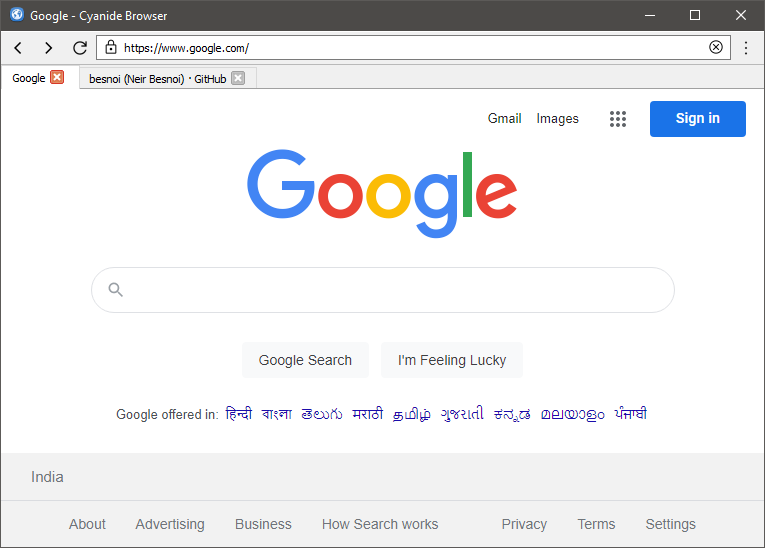 Google - Cyanide Browser
https://www.google.com/
Google besnoi (Neir Besnoi) · GitHub
Gmail Images Sign in
Google
Google Search I'm Feeling Lucky
Google offered in: हिन्दी বাংলা తెలుగు मराठी தமிழ் ગુજરાતી ಕನ್ನಡ മലയാളം ਪੰਜਾਬੀ
India
About Advertising Business How Search works Privacy Terms Settings